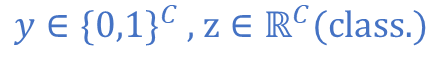 y ∈ {0,1}^C , z ∈ ℝ^C (class.)